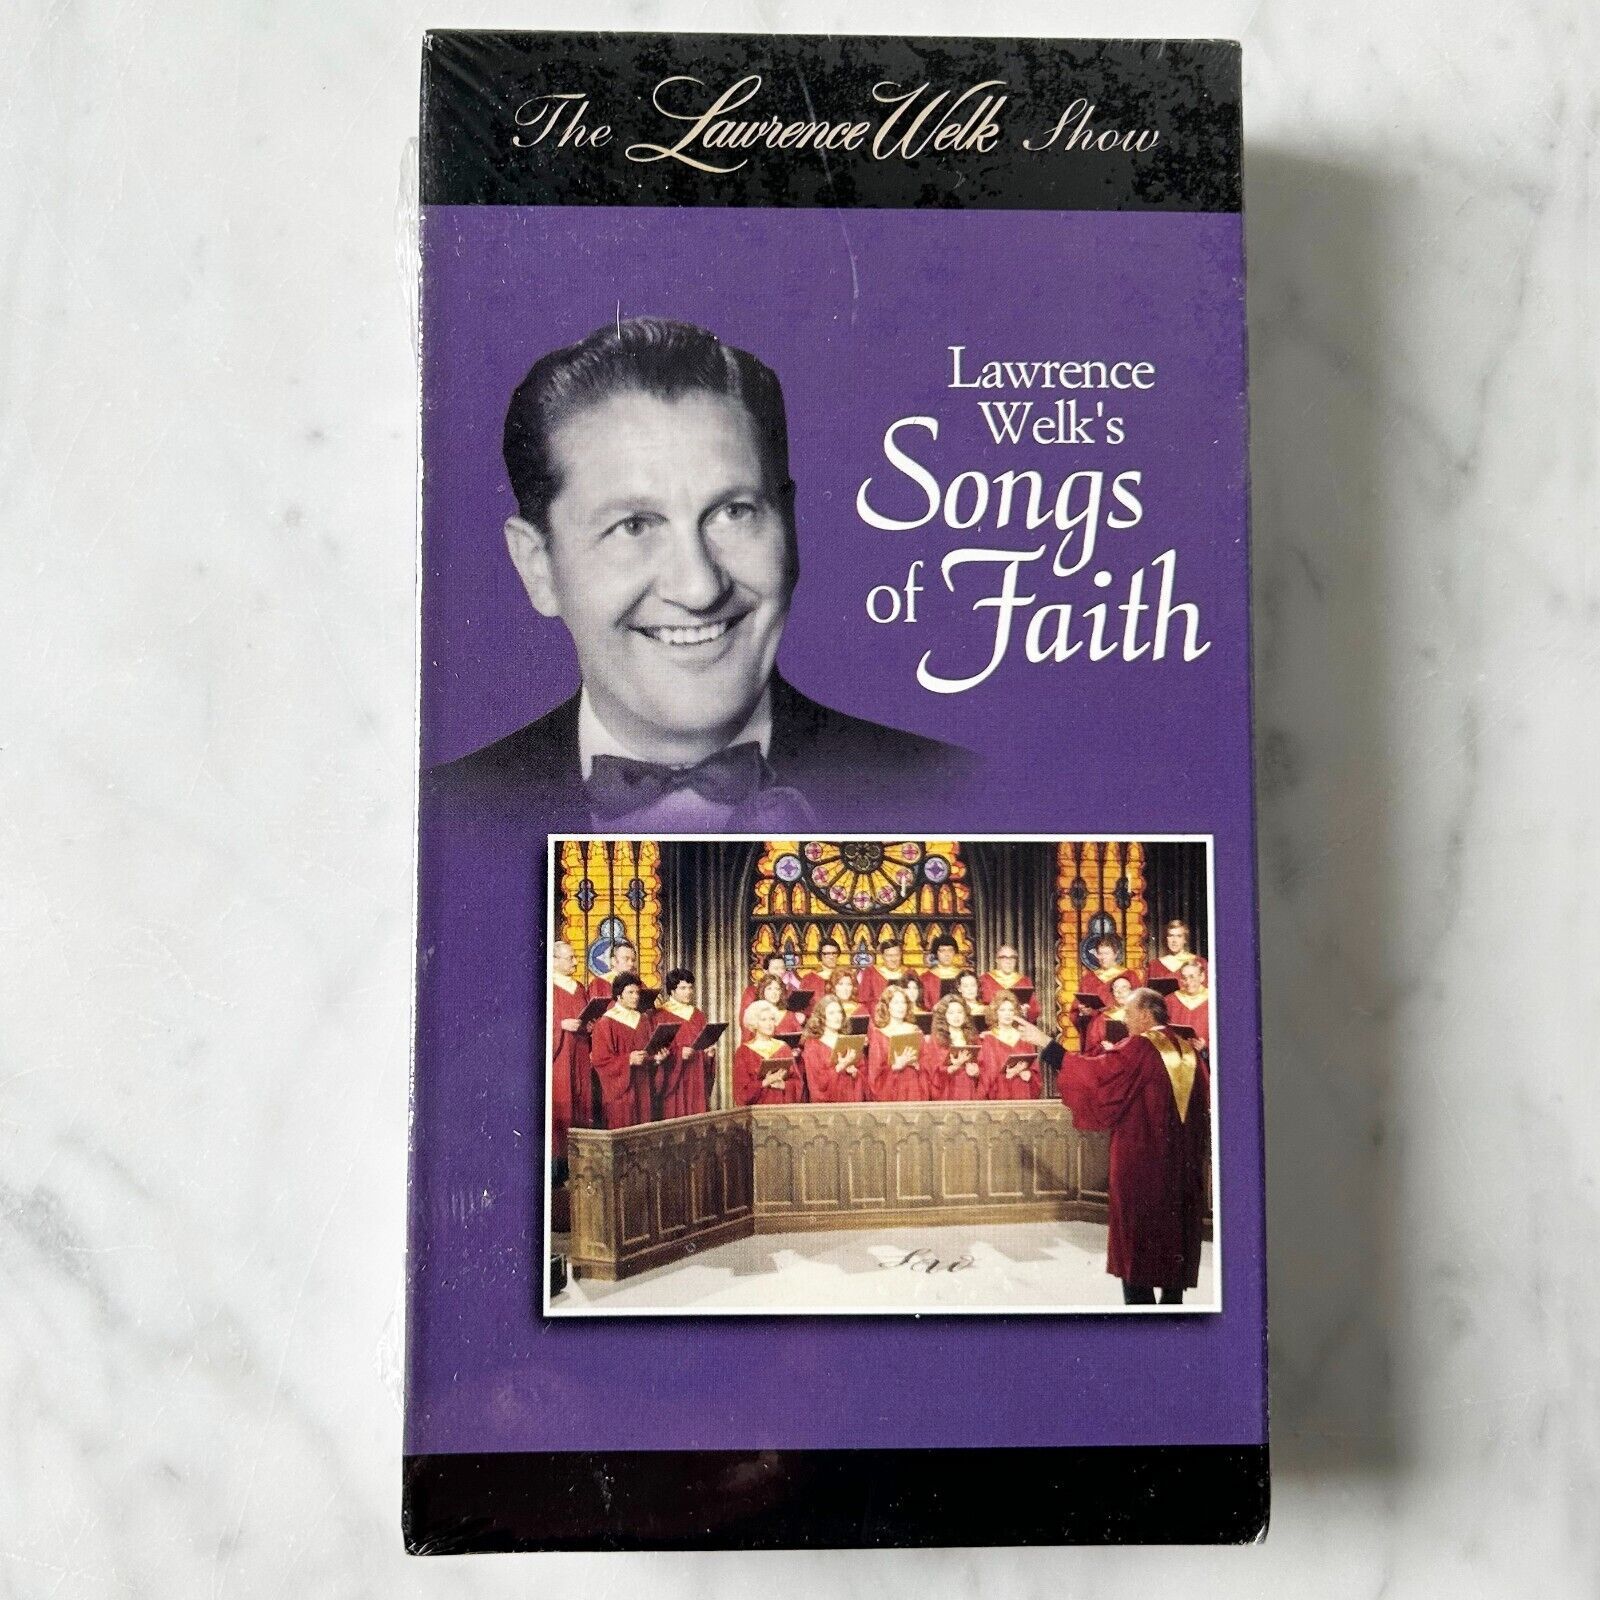 The Lawrence Welk Show
Lawrence
Welk's
Songs
of Faith